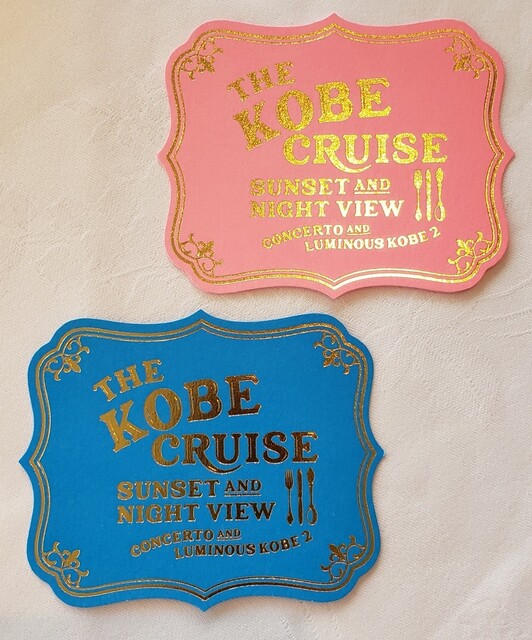 THE
KOBE
CRUISE
SUNSET AND
NIGHT VIEW
CONCERTO AND
LUMINOUS KOBE 2
THE
KOBE
CRUISE
SUNSET AND
NIGHT VIEW
CONCERTO AND
LUMINOUS KOBE 2